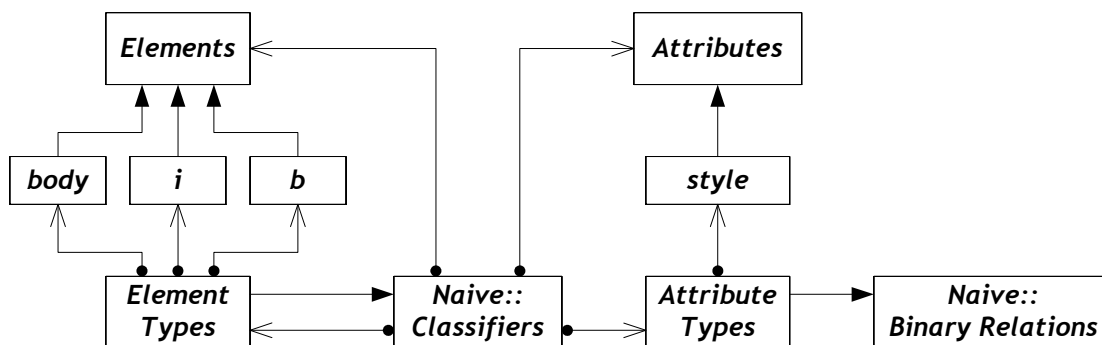 Elements
Attributes
body
i
b
style
Element
Types
Naive::
Classifiers
Attribute
Types
Naive::
Binary Relations